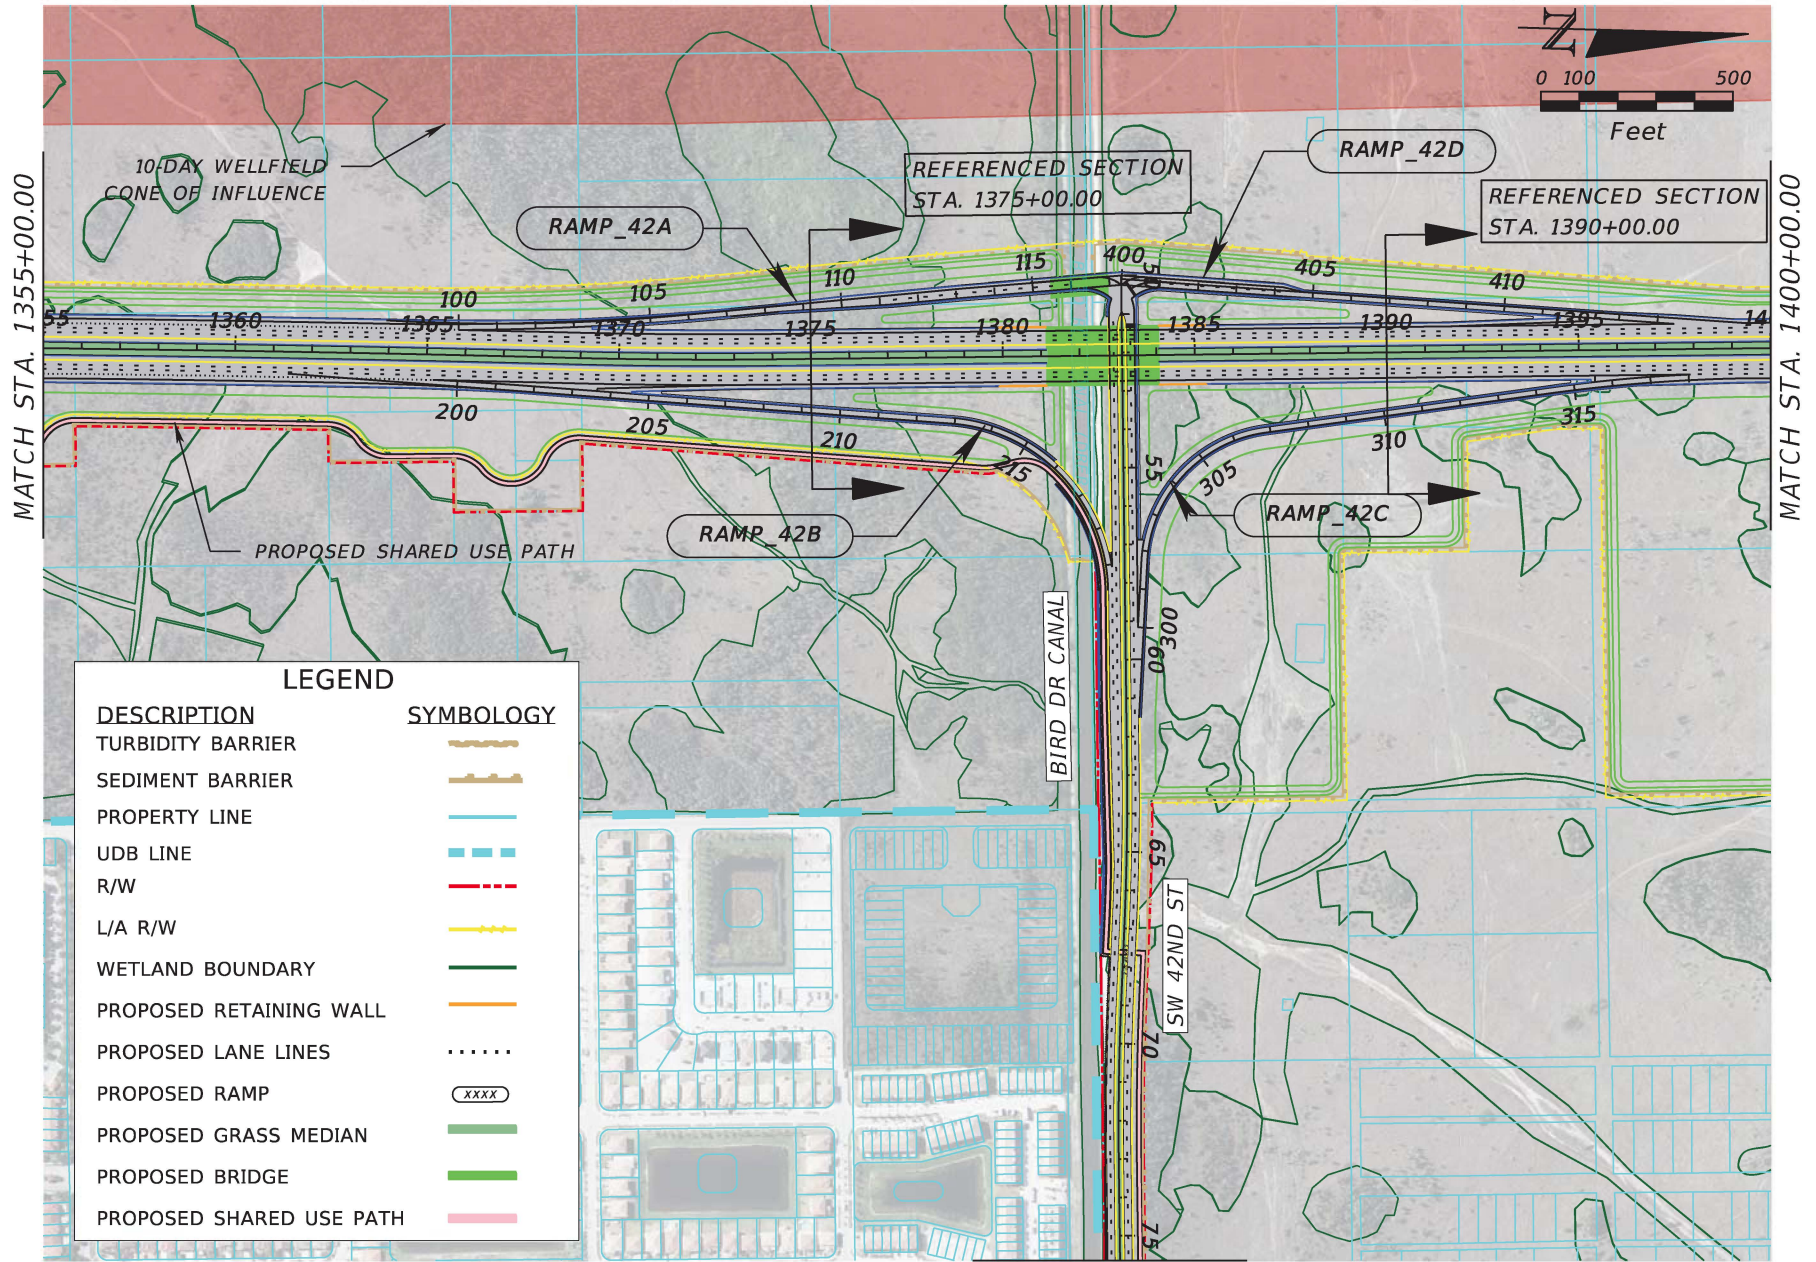 N
0 100 500
Feet
10-DAY WELLFIELD
CONE OF INFLUENCE
REFERENCED SECTION
STA. 1375+00.00
RAMP_42D
REFERENCED SECTION
STA. 1390+00.00
RAMP_42A
MATCH STA. 1355+00.00
MATCH STA. 1400+00.00
100
105
110
115
400
50
405
410
55
1360
1365
1370
1375
1380
1385
1390
1395
14
200
205
210
215
55
305
310
315
RAMP_42B
RAMP_42C
PROPOSED SHARED USE PATH
BIRD DR CANAL
300
60
65
SW 42ND ST
70
75
LEGEND
DESCRIPTION SYMBOLOGY
TURBIDITY BARRIER
SEDIMENT BARRIER
PROPERTY LINE
UDB LINE
R/W
L/A R/W
WETLAND BOUNDARY
PROPOSED RETAINING WALL
PROPOSED LANE LINES
PROPOSED RAMP XXXX
PROPOSED GRASS MEDIAN
PROPOSED BRIDGE
PROPOSED SHARED USE PATH